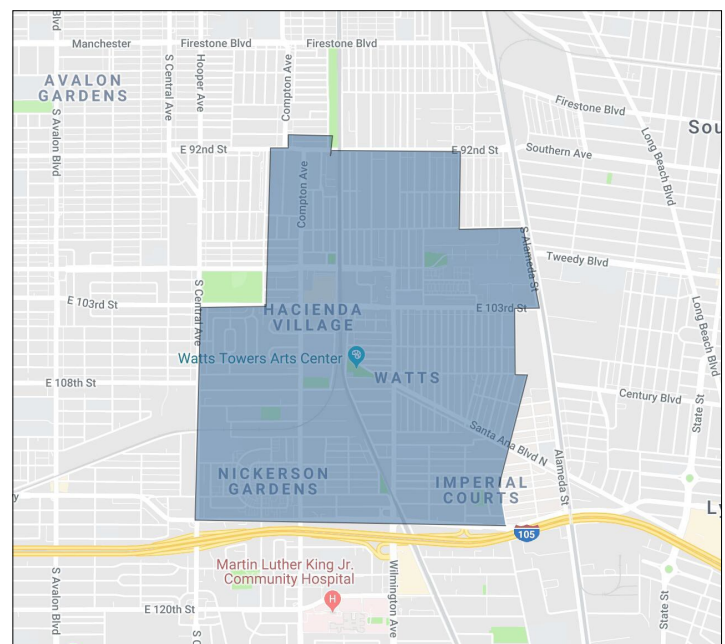 Blvd
Manchester
Firestone Blvd
Firestone Blvd
AVALON
GARDENS
S Central Ave
Hooper Ave
Compton Ave
S Avalon Blvd
Firestone Blvd
Long Beach Blvd
Sou
E 92nd St
E 92nd St
Southern Ave
Compton Ave
S Alameda St
Tweedy Blvd
S Central Ave
E 103rd St
HACIENDA
VILLAGE
E 103rd St
Long Beach Blvd
Watts Towers Arts Center
WATTS
E 108th St
Century Blvd
State St
Santa Ana Blvd N
Alameda St
NICKERSON
GARDENS
IMPERIAL
COURTS
y
Ly
105
Martin Luther King Jr.
Community Hospital
H
S Avalon Blvd
E 120th St
S C
Wilmington Ave
State St